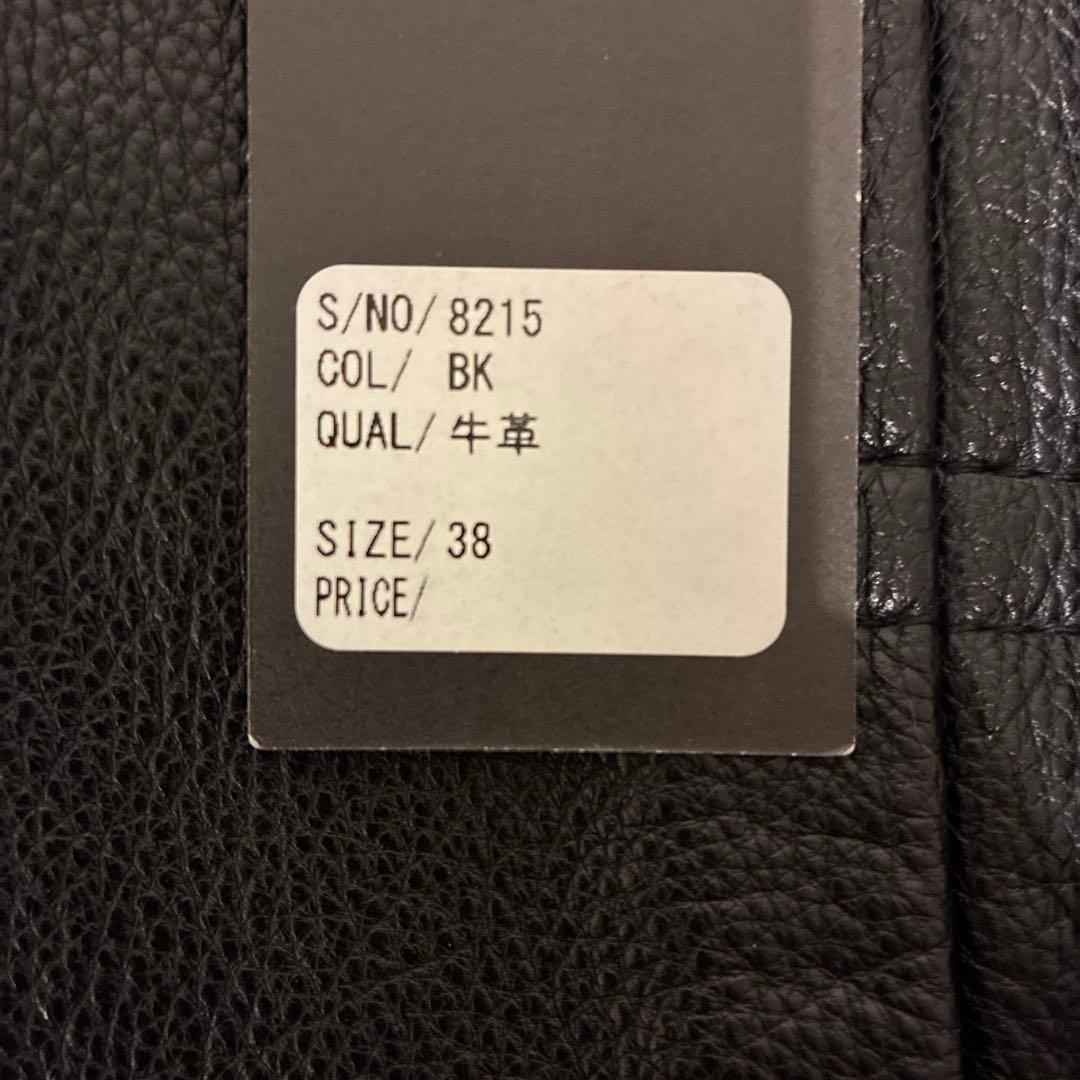 S/NO/ 8215
COL/ BK
QUAL/ 牛革
SIZE/ 38
PRICE/